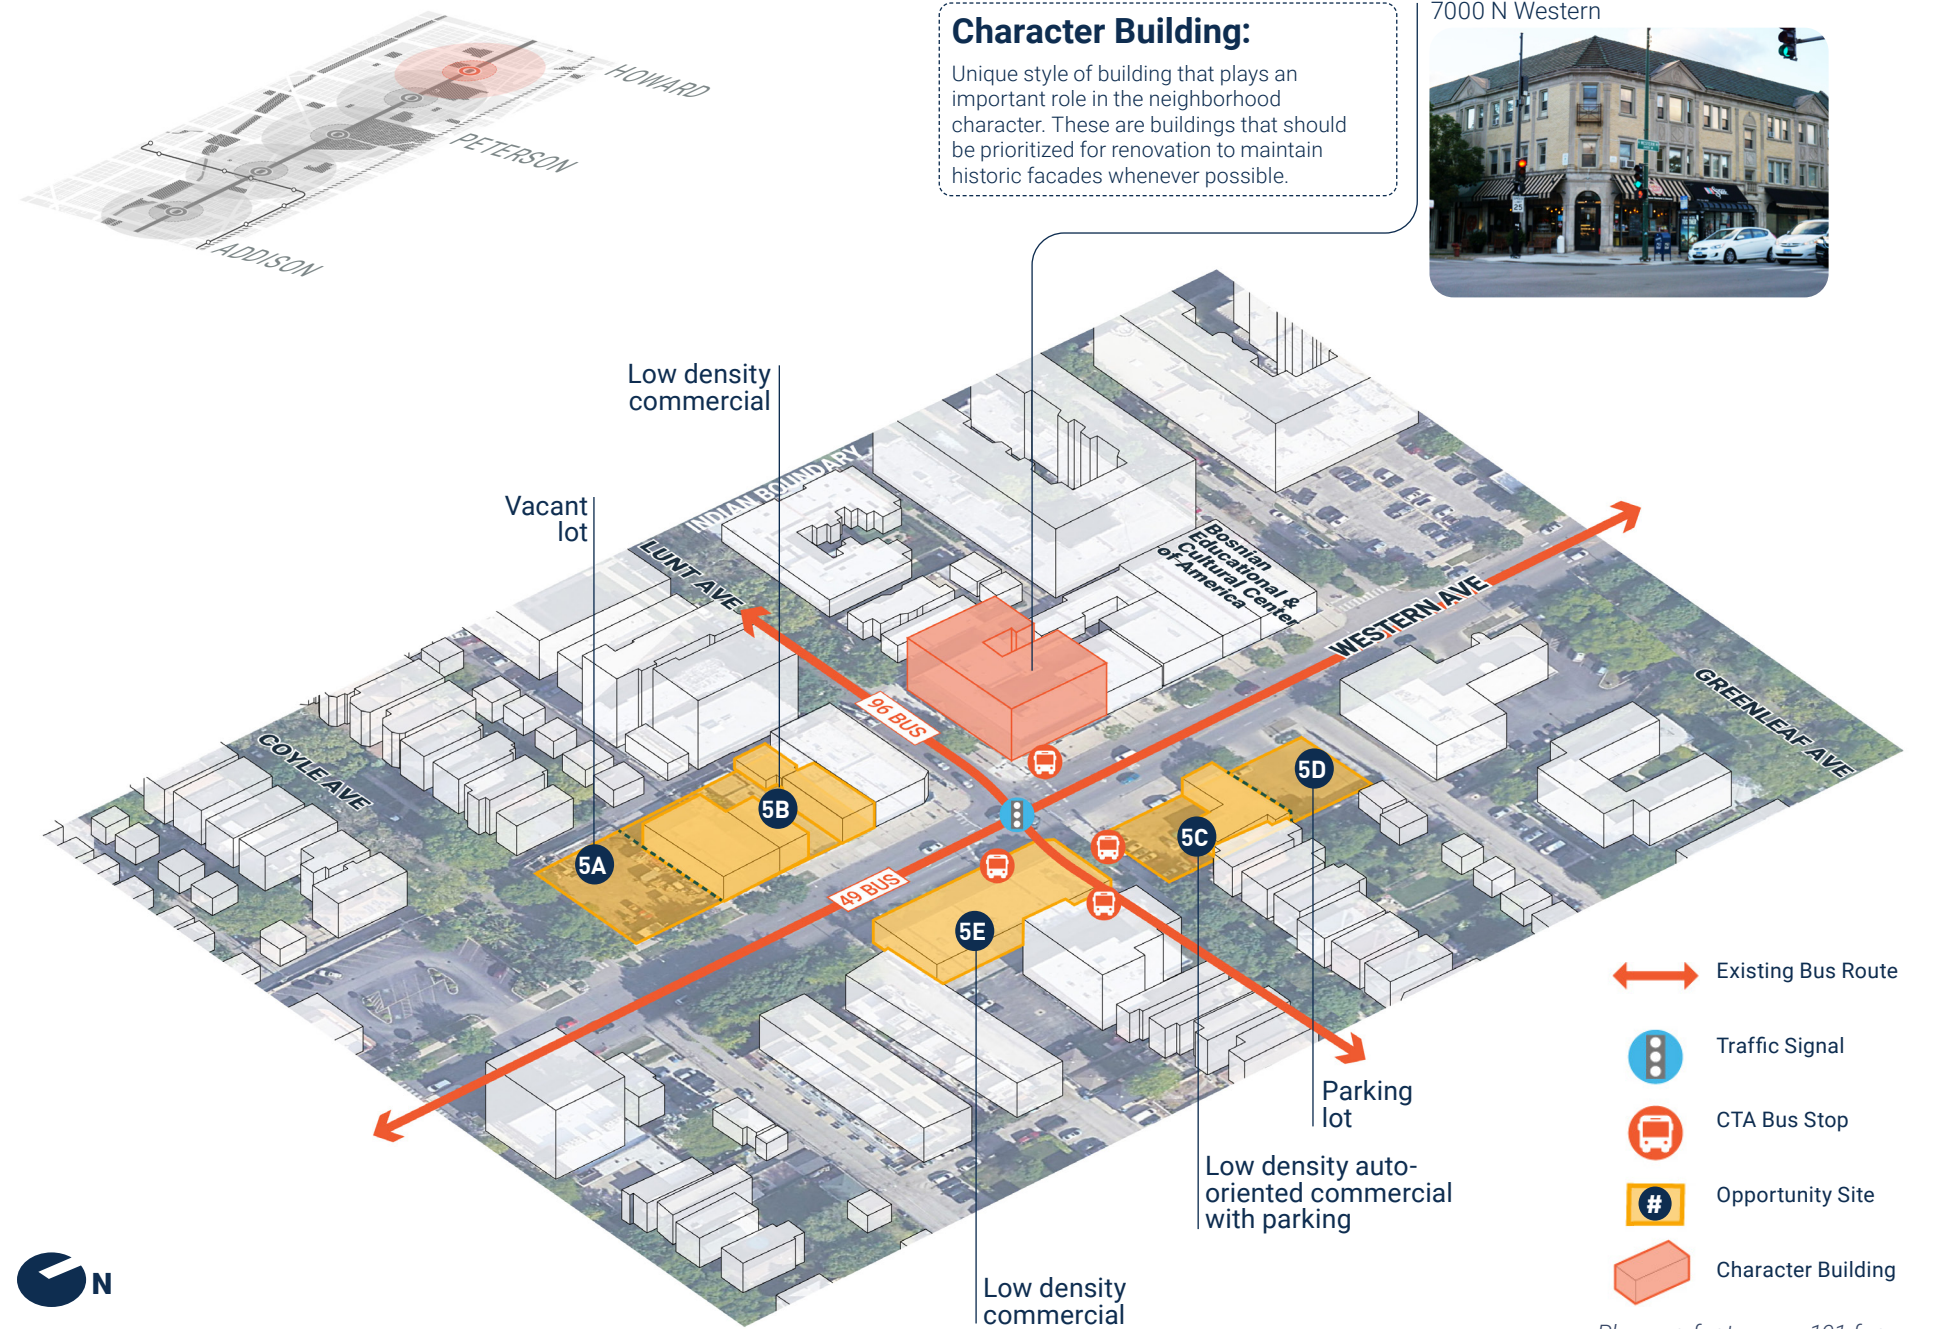 HOWARD
PETERSON
ADDISON
Character Building:
Unique style of building that plays an
important role in the neighborhood
character. These are buildings that should
be prioritized for renovation to maintain
historic facades whenever possible.
7000 N Western
25
Low density
commercial
Vacant
lot
INDIAN BOUNDARY
LUNT AVE
Bosnian
Educational &
Cultural Center
of America
WESTERN AVE
GREENLEAF AVE
COYLE AVE
96 BUS
49 BUS
5A
5B
5C
5D
5E
Parking
lot
Low density auto-
oriented commercial
with parking
Low density
commercial
Existing Bus Route
Traffic Signal
CTA Bus Stop
#
Opportunity Site
Character Building
N